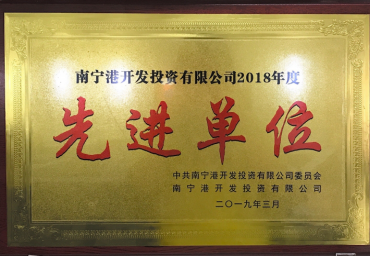 南宁港开发投资有限公司2018年度
先进单位
中共南宁港开发投资有限公司委员会
南宁港开发投资有限公司
二〇一九年三月